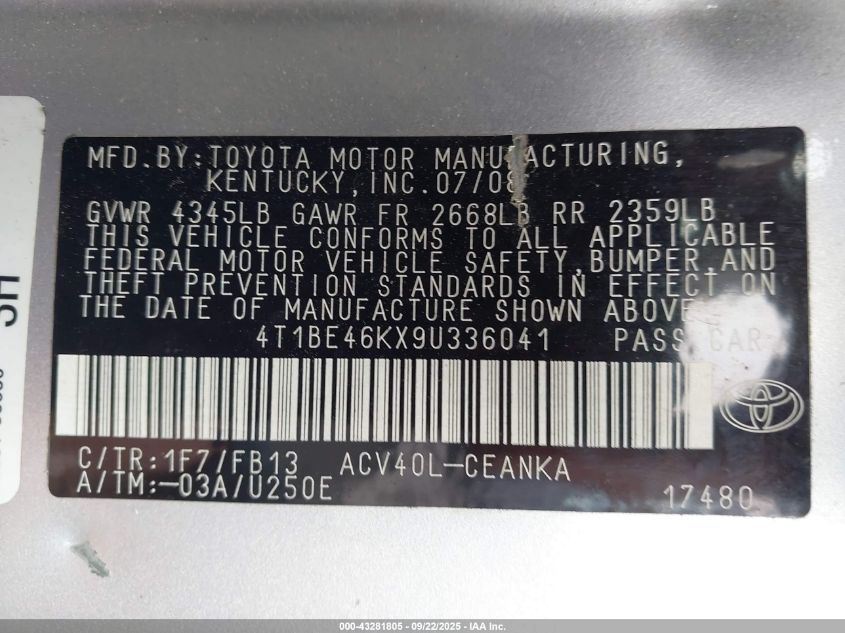 MFD.BY:TOYOTA MOTOR MANUFACTURING,
KENTUCKY,INC.07/08
GVWR 4345LB GAWR FR 2668LB RR 2359LB
THIS VEHICLE CONFORMS TO ALL APPLICABLE
FEDERAL MOTOR VEHICLE SAFETY,BUMPER,AND
THEFT PREVENTION STANDARDS IN EFFECT ON
THE DATE OF MANUFACTURE SHOWN ABOVE.
4T1BE46KX9U336041 PASS CAR
C/TR:1F7/FB13 ACV40L-CEANKA
A/TM:-03A/U250E 17480
000-43281805 - 09/22/2025 - IAA Inc.